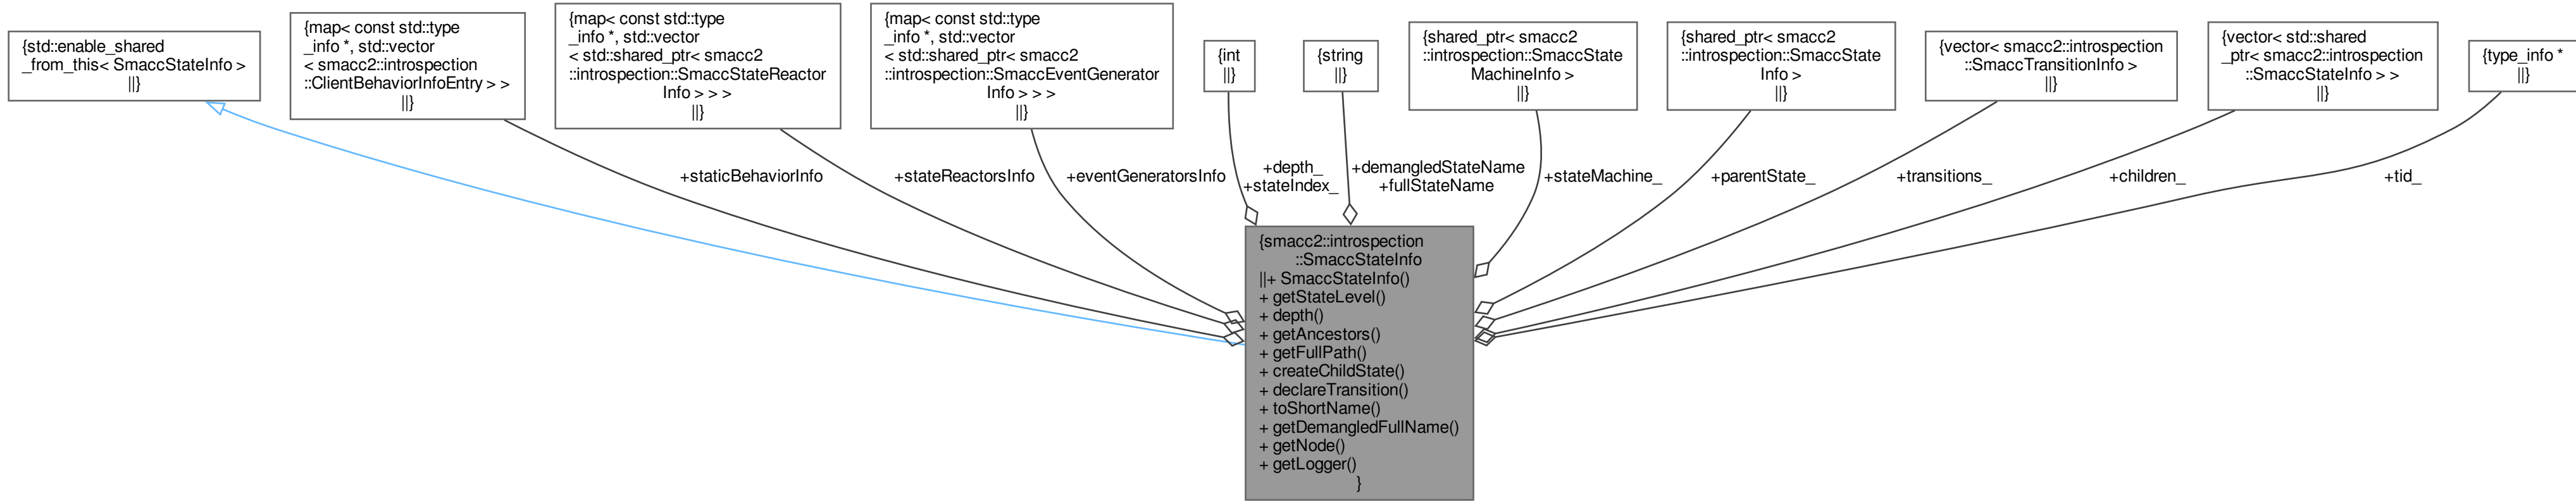 {std::enable_shared
_from_this< SmaccStateInfo >
||}
{map< const std::type
_info *, std::vector
< smacc2::introspection
::ClientBehaviorInfoEntry > >
||}
{map< const std::type
_info *, std::vector
< std::shared_ptr< smacc2
::introspection::SmaccStateReactor
Info > > >
||}
{map< const std::type
_info *, std::vector
< std::shared_ptr< smacc2
::introspection::SmaccEventGenerator
Info > > >
||}
{int
||}
{string
||}
{shared_ptr< smacc2
::introspection::SmaccState
MachineInfo >
||}
{shared_ptr< smacc2
::introspection::SmaccState
Info >
||}
{vector< smacc2::introspection
::SmaccTransitionInfo >
||}
{vector< std::shared
_ptr< smacc2::introspection
::SmaccStateInfo > >
||}
{type_info *
||}
+staticBehaviorInfo
+stateReactorsInfo
+eventGeneratorsInfo
+depth_
+stateIndex_
+demangledStateName
+fullStateName
+stateMachine_
+parentState_
+transitions_
+children_
+tid_
{smacc2::introspection
::SmaccStateInfo
||+ SmaccStateInfo()
+ getStateLevel()
+ depth()
+ getAncestors()
+ getFullPath()
+ createChildState()
+ declareTransition()
+ toShortName()
+ getDemangledFullName()
+ getNode()
+ getLogger()
}